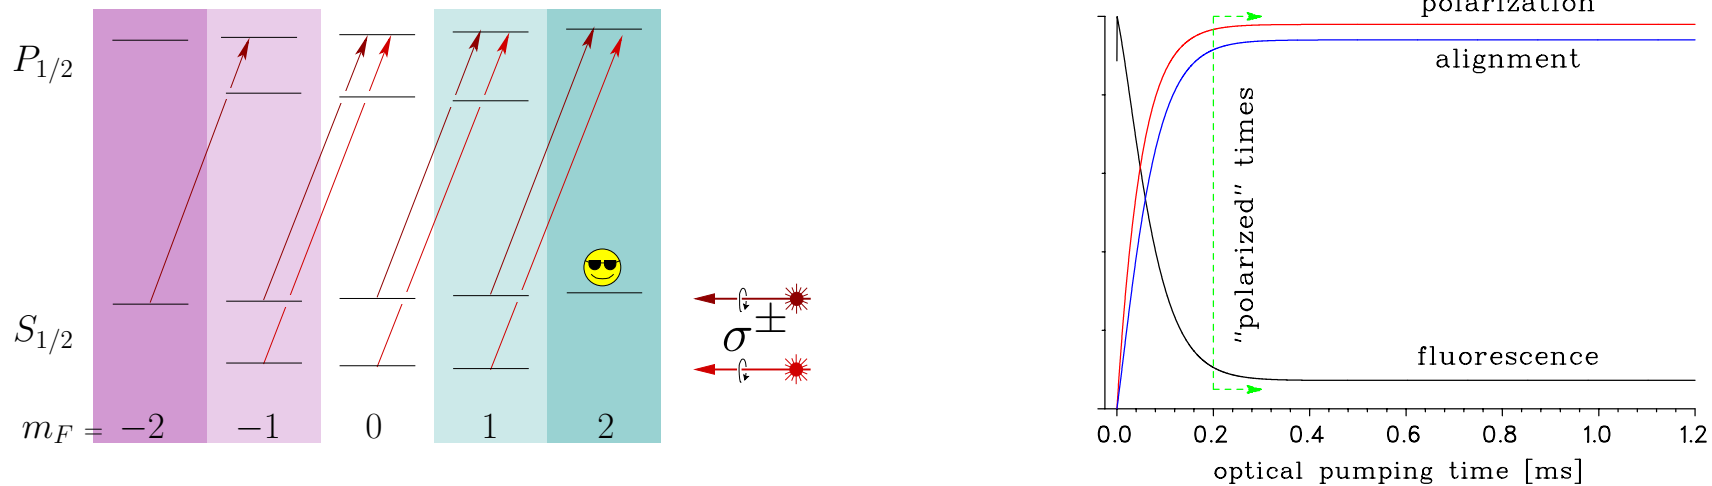 P1/2
S1/2
mF = −2 −1 0 1 2
σ±
polarization
alignment
"polarized" times
fluorescence
0.0 0.2 0.4 0.6 0.8 1.0 1.2
optical pumping time [ms]